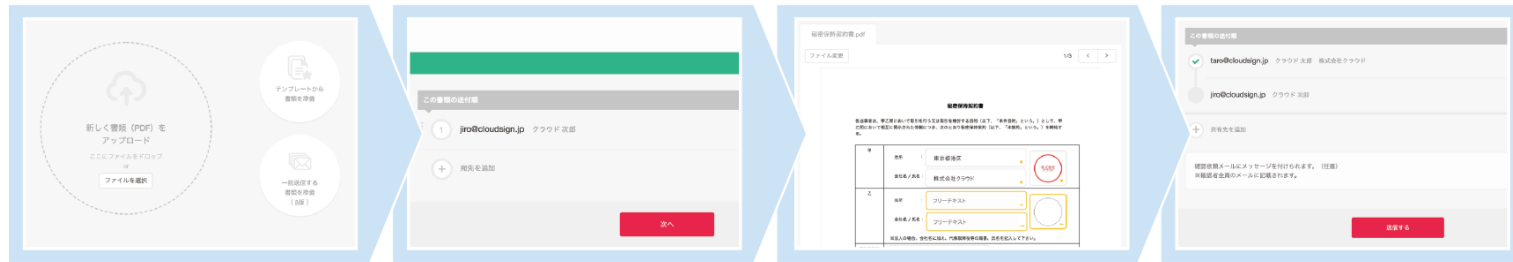 新しく書類（PDF）を
アップロード
ここにファイルをドロップ
or
ファイルを選択
テンプレートから
書類を準備
一括送信する
書類を準備
（β版）
この書類の送付順
1 jiro@cloudsign.jp クラウド 次郎
宛先を追加
次へ
秘密保持契約書.pdf
ファイル変更
1/3 < >
秘密保持契約書
甲
住所 : 東京都港区
会社名 / 氏名 : 株式会社クラウド
乙
住所 : フリーテキスト
会社名 / 氏名 : フリーテキスト
この書類の送付順
taro@cloudsign.jp クラウド 太郎 株式会社クラウド
jiro@cloudsign.jp クラウド 次郎
共有先を追加
確認依頼メールにメッセージを付けられます。（任意）
※確認者全員のメールに記載されます。
送信する